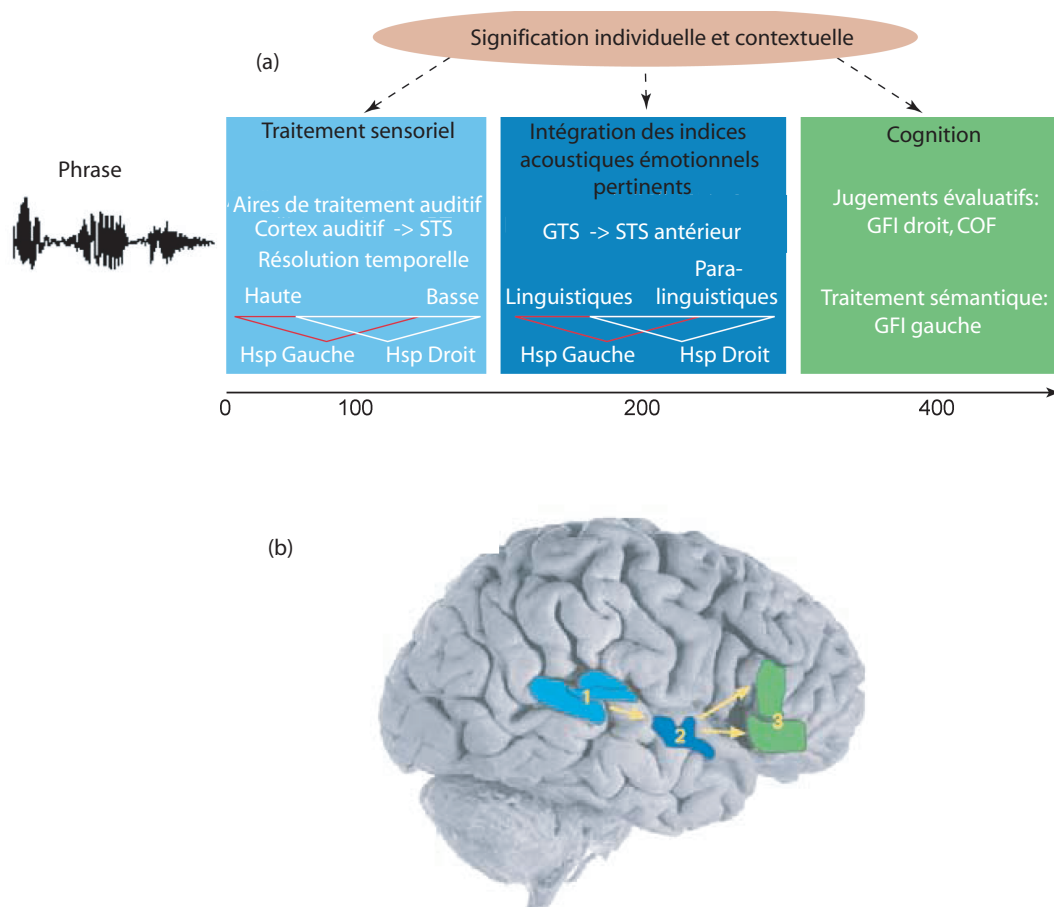 Signification individuelle et contextuelle
(a)
Phrase
Traitement sensoriel
Aires de traitement auditif
Cortex auditif -> STS
Résolution temporelle
Haute
Basse
Hsp Gauche
Hsp Droit
Intégration des indices
acoustiques émotionnels
pertinents
GTS -> STS antérieur
Linguistiques
Para-
linguistiques
Hsp Gauche
Hsp Droit
Cognition
Jugements évaluatifs:
GFI droit, COF
Traitement sémantique:
GFI gauche
0
100
200
400
(b)
1
2
3